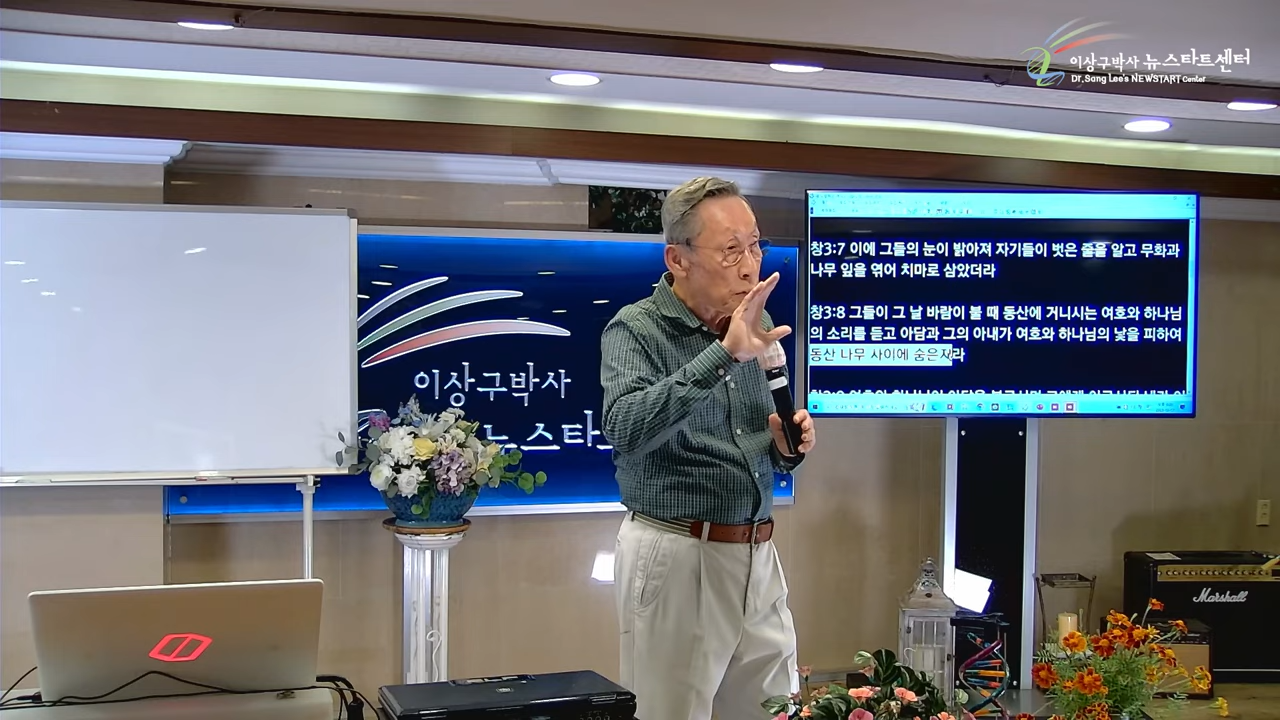 이상구박사 뉴스타트센터
Dr.Sang Lee's NEWSTART Center
창3:7 이에 그들의 눈이 밝아져 자기들이 벗은 줄을 알고 무화과
나무 잎을 엮어 치마로 삼았더라
창3:8 그들이 그 날 바람이 불 때 동산에 거니시는 여호와 하나님
의 소리를 듣고 아담과 그의 아내가 여호와 하나님의 낯을 피하여
동산 나무 사이에 숨은지라
이상구박사
뉴스타트
Marshall